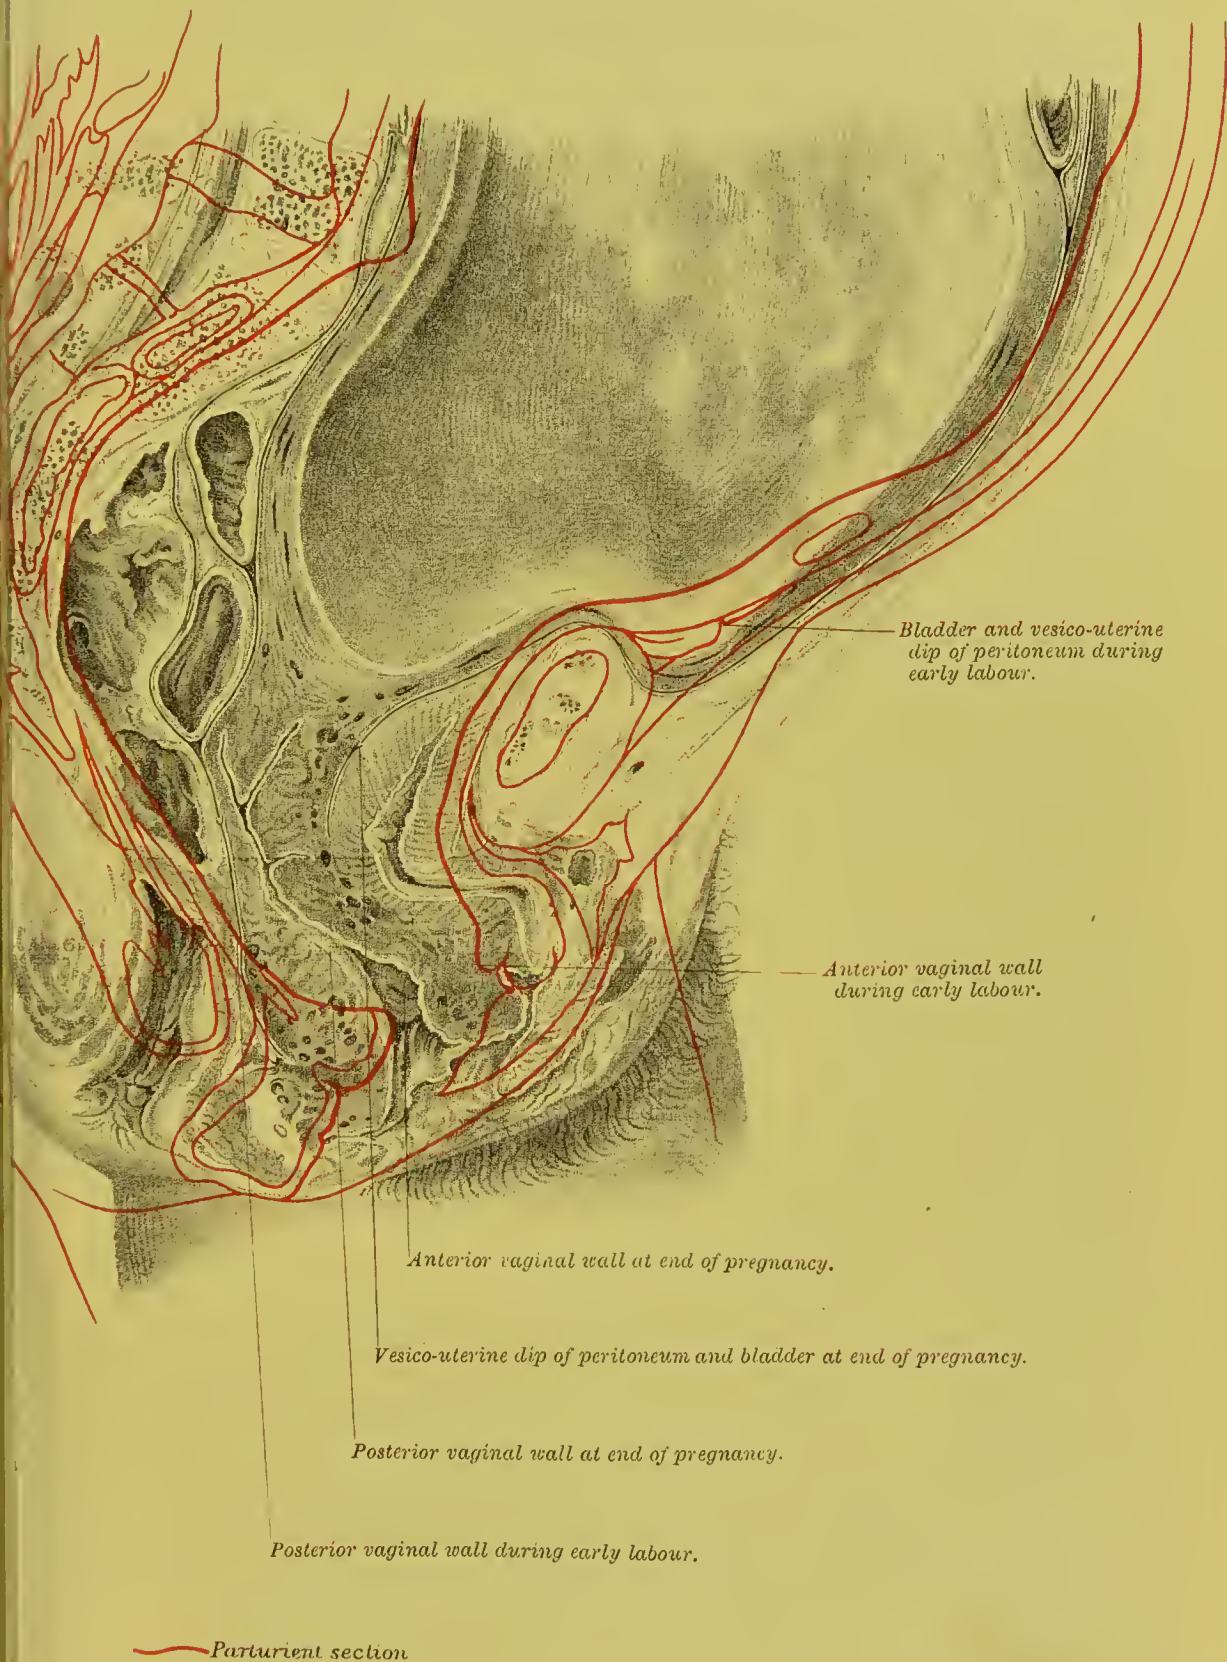 Bladder and vesico-uterine
dip of peritoneum during
early labour.
Anterior vaginal wall
during early labour.
Anterior vaginal wall at end of pregnancy.
Vesico-uterine dip of peritoneum and bladder at end of pregnancy.
Posterior vaginal wall at end of pregnancy.
Posterior vaginal wall during early labour.
Parturient section